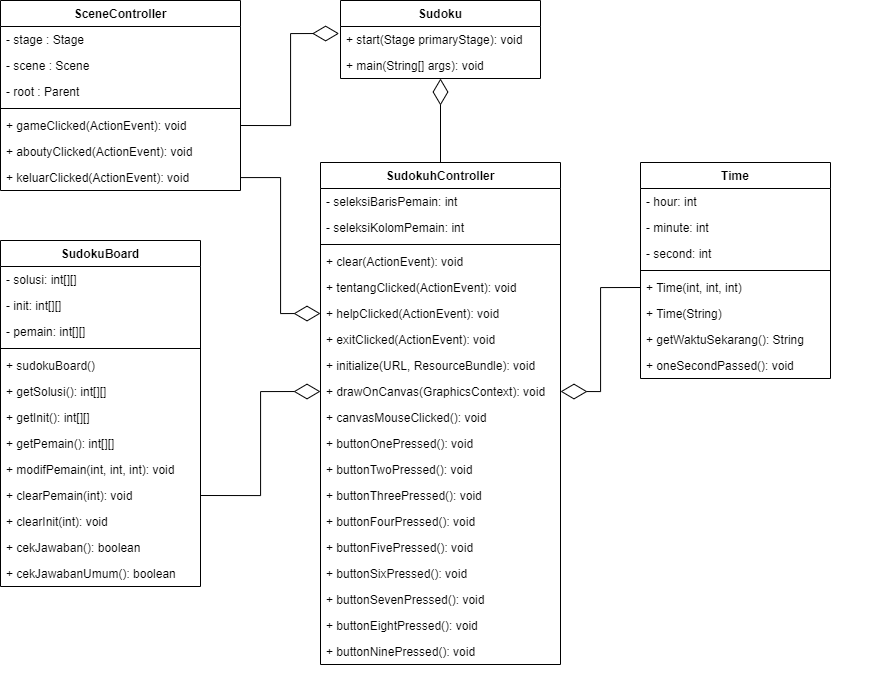 SceneController
- stage : Stage
- scene : Scene
- root : Parent
+ gameClicked(ActionEvent): void
+ aboutyClicked(ActionEvent): void
+ keluarClicked(ActionEvent): void
Sudoku
+ start(Stage primaryStage): void
+ main(String[] args): void
SudokuBoard
- solusi: int[][]
- init: int[][]
- pemain: int[][]
+ sudokuBoard()
+ getSolusi(): int[][]
+ getInit(): int[][]
+ getPemain(): int[][]
+ modifPemain(int, int, int): void
+ clearPemain(int): void
+ clearInit(int): void
+ cekJawaban(): boolean
+ cekJawabanUmum(): boolean
SudokuhController
- seleksiBarisPemain: int
- seleksiKolomPemain: int
+ clear(ActionEvent): void
+ tentangClicked(ActionEvent): void
+ helpClicked(ActionEvent): void
+ exitClicked(ActionEvent): void
+ initialize(URL, ResourceBundle): void
+ drawOnCanvas(GraphicsContext): void
+ canvasMouseClicked(): void
+ buttonOnePressed(): void
+ buttonTwoPressed(): void
+ buttonThreePressed(): void
+ buttonFourPressed(): void
+ buttonFivePressed(): void
+ buttonSixPressed(): void
+ buttonSevenPressed(): void
+ buttonEightPressed(): void
+ buttonNinePressed(): void
Time
- hour: int
- minute: int
- second: int
+ Time(int, int, int)
+ Time(String)
+ getWaktuSekarang(): String
+ oneSecondPassed(): void